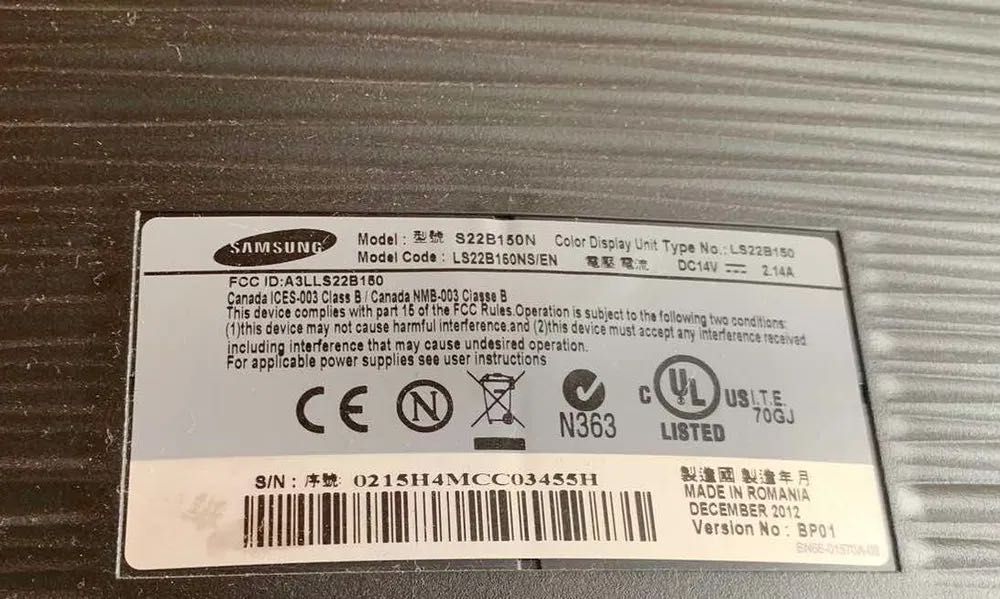 SAMSUNG
Model : 型號 S22B150N Color Display Unit Type No.: LS22B150
Model Code : LS22B150NS/EN 電壓 電流 DC14V 2.14A
FCC ID:A3LLS22B150
Canada ICES-003 Class B / Canada NMB-003 Classe B
This device complies with part 15 of the FCC Rules.Operation is subject to the following two conditions:
(1)this device may not cause harmful interference.and (2)this device must accept any interference received
including interference that may cause undesired operation.
For applicable power supplies see user instructions
CE N N363 C UL US I.T.E.
LISTED 70GJ
S/N : 序號 0215H4MCC03455H
製造國 製造年月
MADE IN ROMANIA
DECEMBER 2012
Version No : BP01
BN68-01570A-08